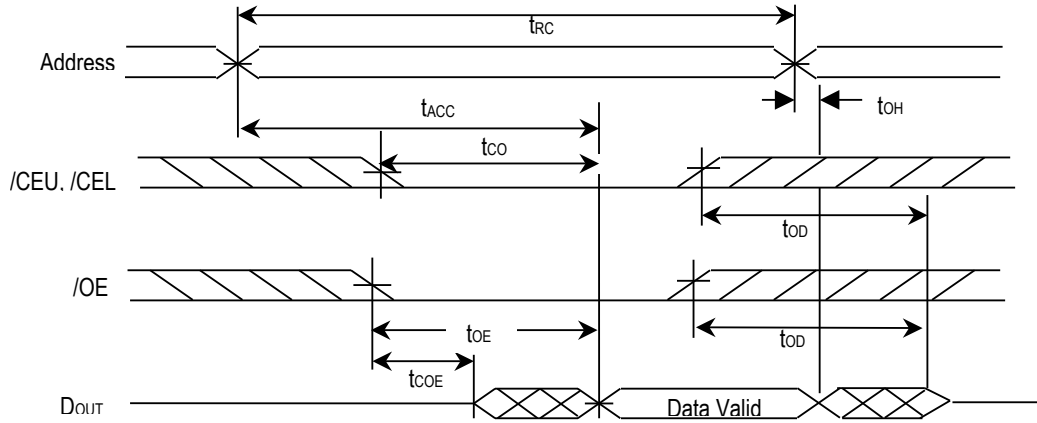 tRC
Address
tOH
tACC
tCO
/CEU, /CEL
tOD
/OE
tOE
tOD
tCOE
DOUT
Data Valid